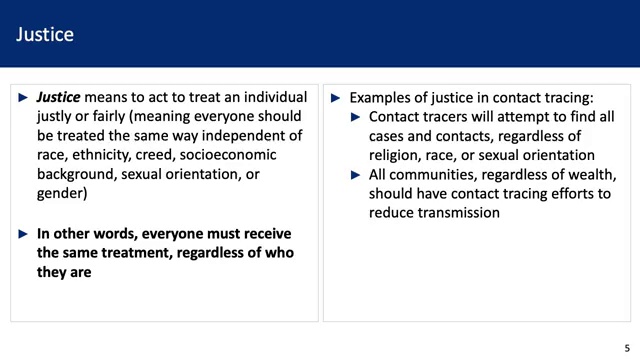 Justice
► Justice means to act to treat an individual
justly or fairly (meaning everyone should
be treated the same way independent of
race, ethnicity, creed, socioeconomic
background, sexual orientation, or
gender)
► In other words, everyone must receive
the same treatment, regardless of who
they are
► Examples of justice in contact tracing:
► Contact tracers will attempt to find all
cases and contacts, regardless of
religion, race, or sexual orientation
► All communities, regardless of wealth,
should have contact tracing efforts to
reduce transmission
5